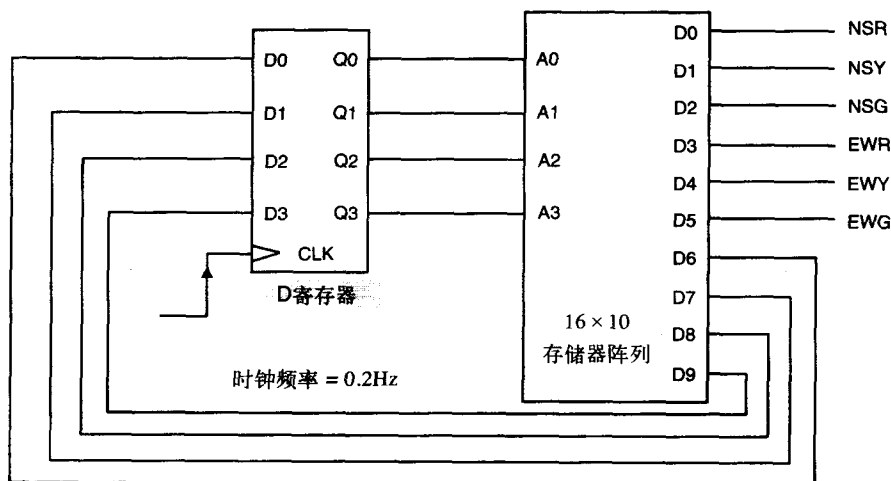 D0 Q0
D1 Q1
D2 Q2
D3 Q3
CLK
D寄存器
时钟频率 = 0.2Hz
A0
A1
A2
A3
D0
D1
D2
D3
D4
D5
D6
D7
D8
D9
16 × 10
存储器阵列
NSR
NSY
NSG
EWR
EWY
EWG